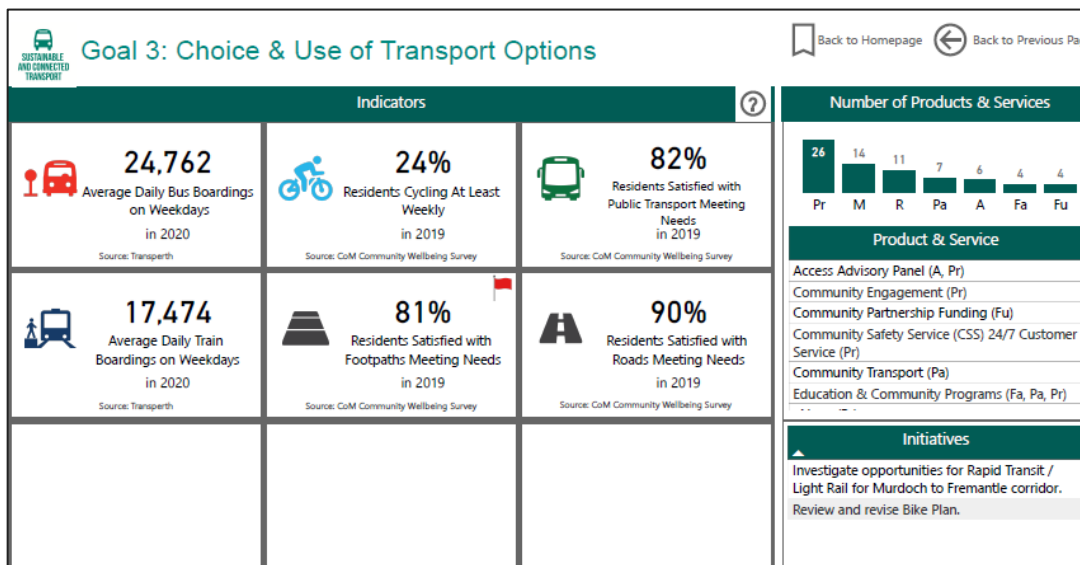 SUSTAINABLE
AND CONNECTED
TRANSPORT
Goal 3: Choice & Use of Transport Options
Back to Homepage
Back to Previous Pa
Indicators
?
24,762
Average Daily Bus Boardings
on Weekdays
in 2020
Source: Transperth
24%
Residents Cycling At Least
Weekly
in 2019
Source: CoM Community Wellbeing Survey
82%
Residents Satisfied with
Public Transport Meeting
Needs
in 2019
Source: CoM Community Wellbeing Survey
17,474
Average Daily Train
Boardings on Weekdays
in 2020
Source: Transperth
81%
Residents Satisfied with
Footpaths Meeting Needs
in 2019
Source: CoM Community Wellbeing Survey
90%
Residents Satisfied with
Roads Meeting Needs
in 2019
Source: CoM Community Wellbeing Survey
Number of Products & Services
26 14 11 7 6 4 4
Pr M R Pa A Fa Fu
Product & Service
Access Advisory Panel (A, Pr)
Community Engagement (Pr)
Community Partnership Funding (Fu)
Community Safety Service (CSS) 24/7 Customer
Service (Pr)
Community Transport (Pa)
Education & Community Programs (Fa, Pa, Pr)
Initiatives
Investigate opportunities for Rapid Transit /
Light Rail for Murdoch to Fremantle corridor.
Review and revise Bike Plan.